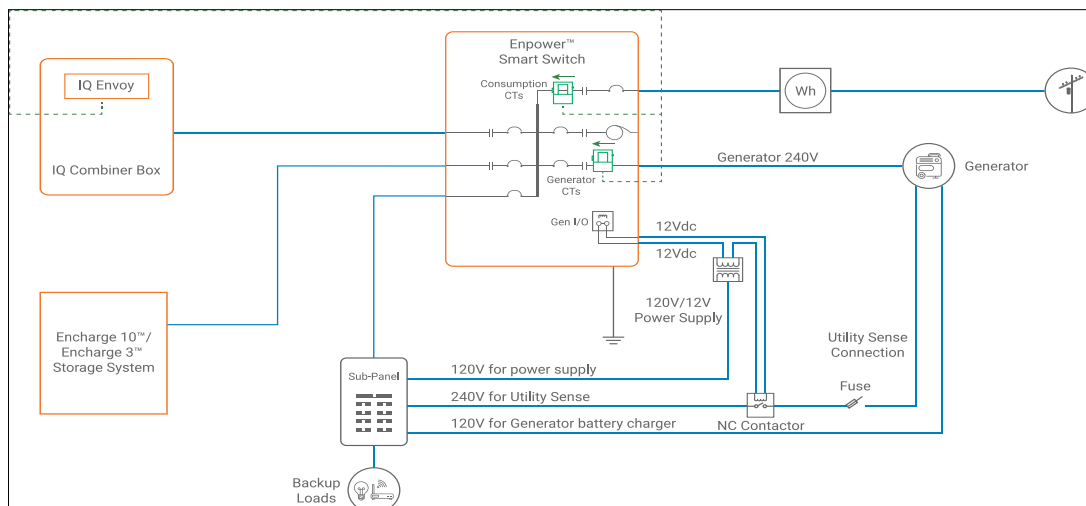 Enpower™
Smart Switch
IQ Envoy
Consumption
CTs
Wh
IQ Combiner Box
Generator 240V
Generator
Generator
CTs
Gen I/O
12Vdc
12Vdc
120V/12V
Power Supply
Encharge 10™/
Encharge 3™
Storage System
Utility Sense
Connection
Sub-Panel
120V for power supply
Fuse
240V for Utility Sense
120V for Generator battery charger
NC Contactor
Backup
Loads